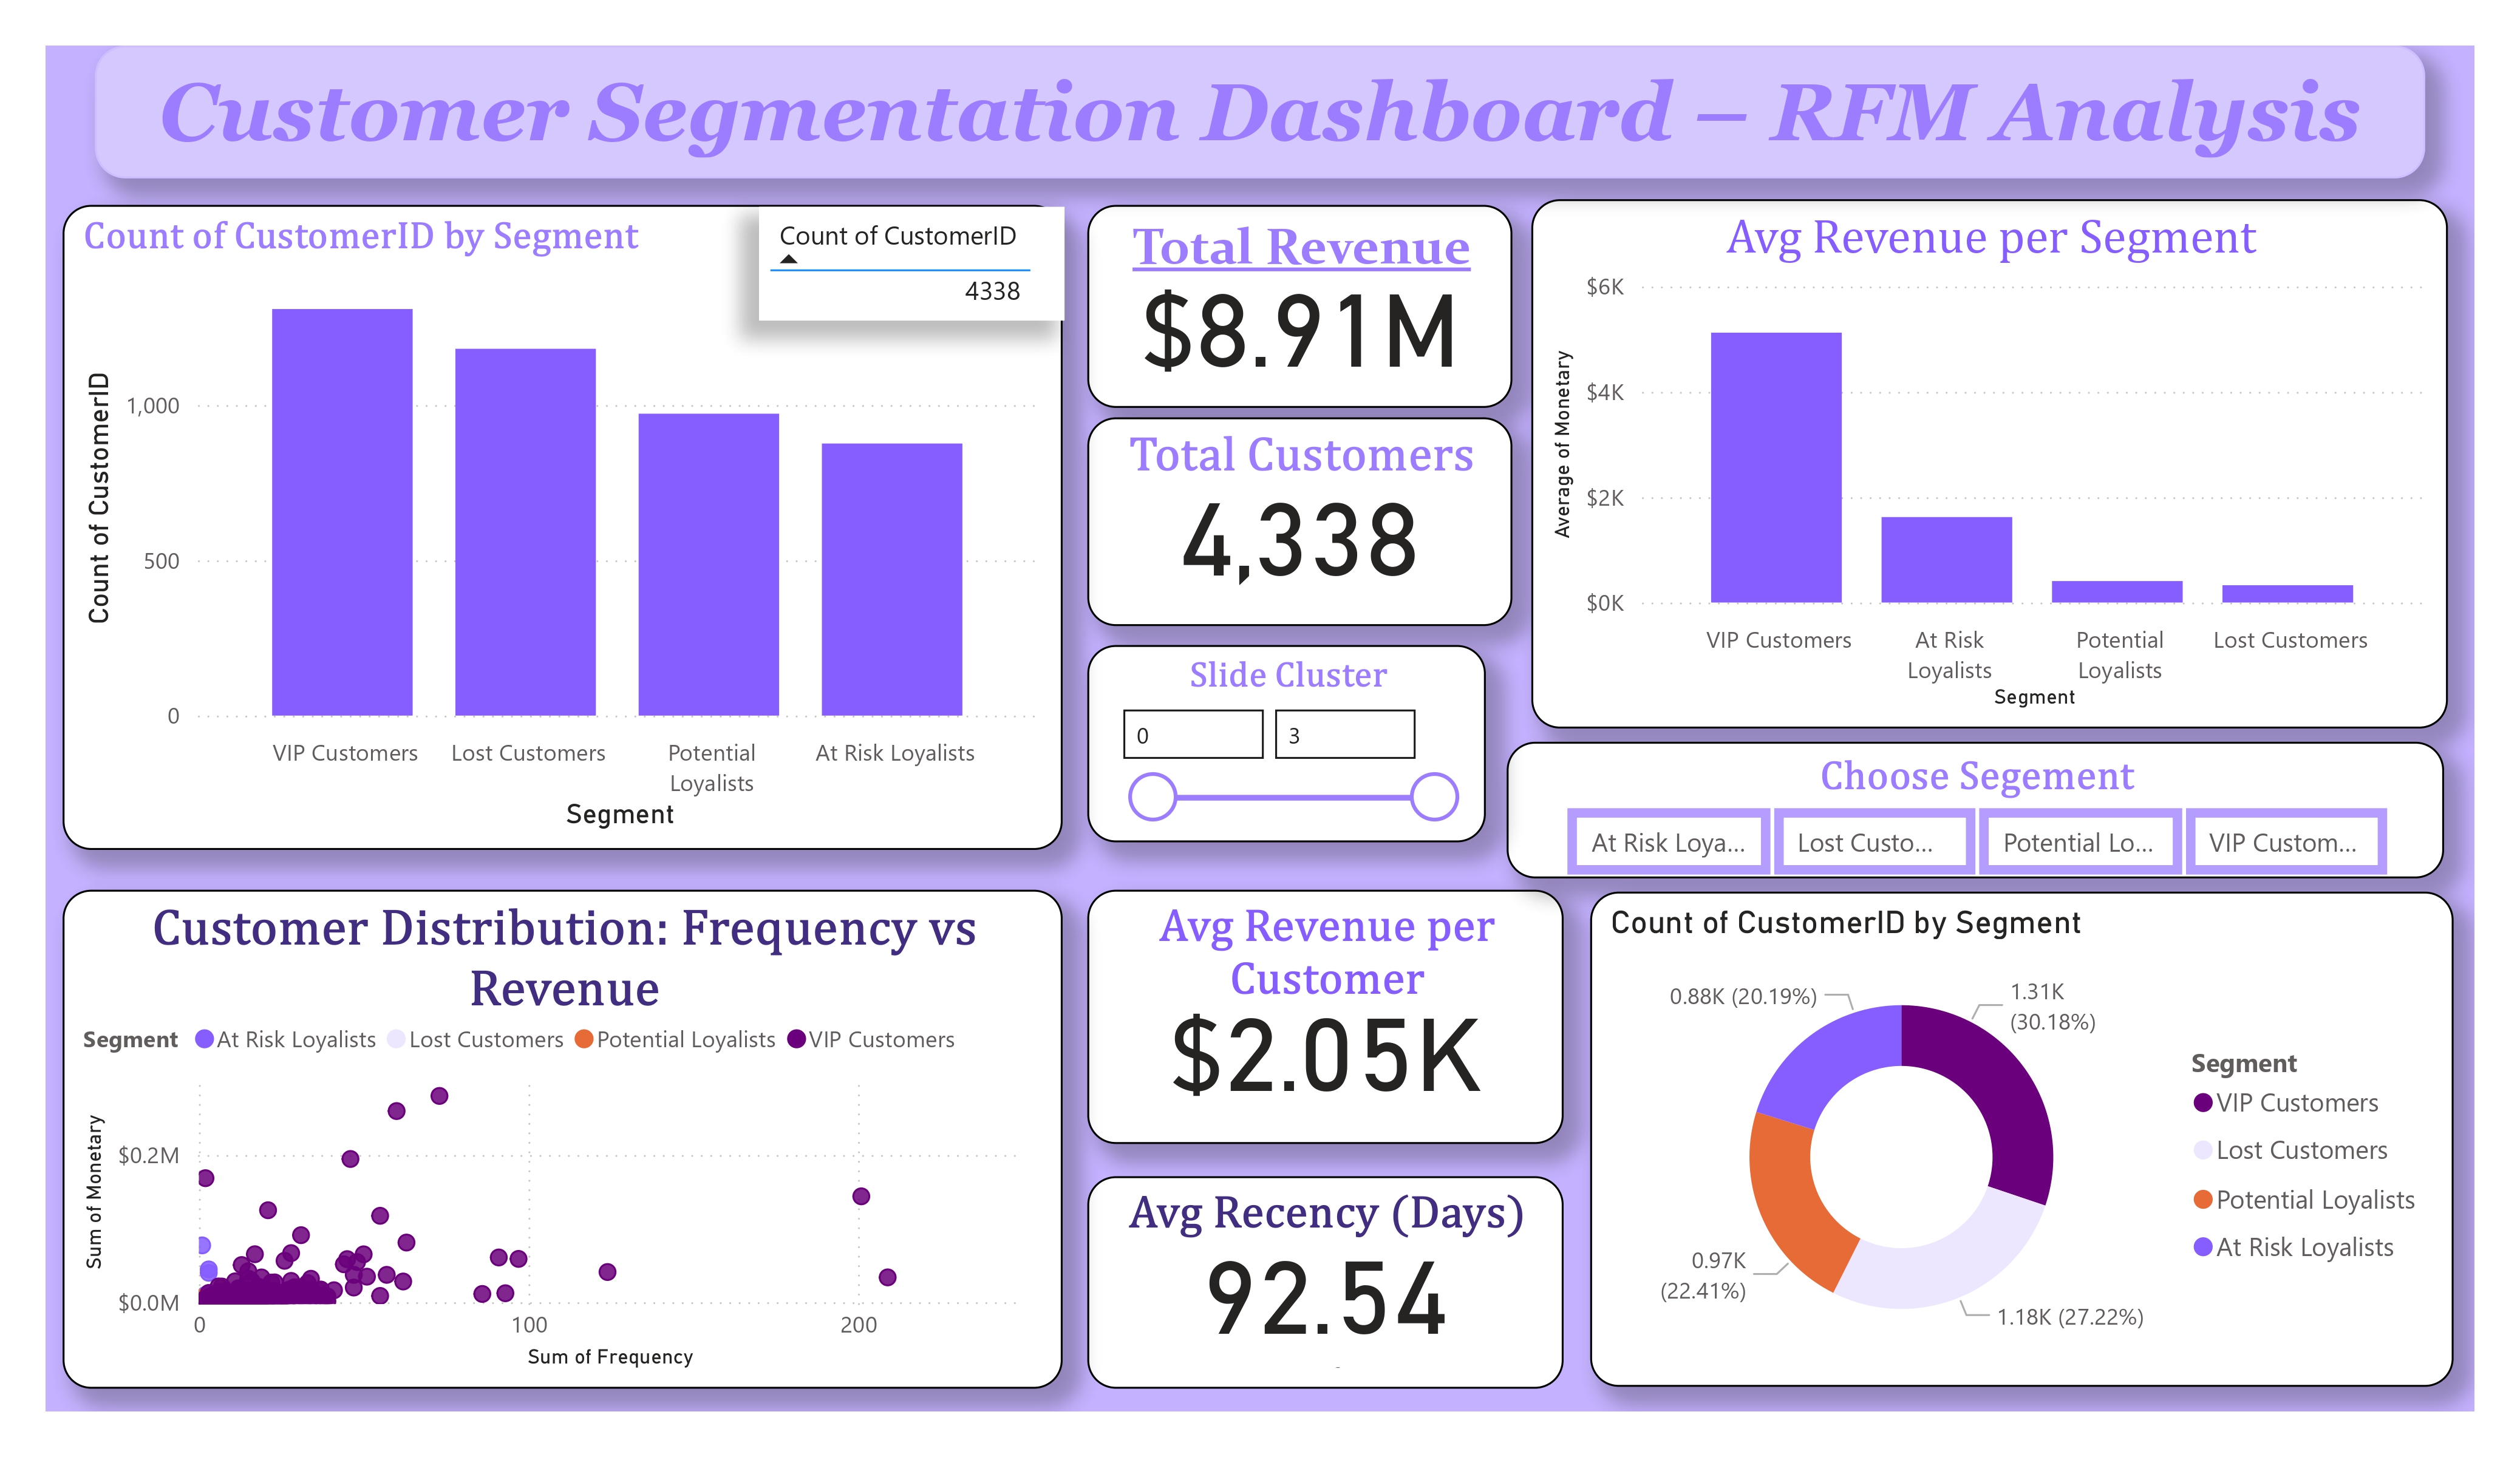 Customer Segmentation Dashboard – RFM Analysis
Count of CustomerID by Segment
Count of CustomerID
4338
Count of CustomerID
1,000
500
0
VIP Customers
Lost Customers
Potential
Loyalists
At Risk Loyalists
Segment
Total Revenue
$8.91M
Total Customers
4,338
Slide Cluster
0
3
Avg Revenue per Segment
Average of Monetary
$6K
$4K
$2K
$0K
VIP Customers
At Risk
Loyalists
Potential
Loyalists
Lost Customers
Segment
Choose Segement
At Risk Loya...
Lost Custo...
Potential Lo...
VIP Custom...
Customer Distribution: Frequency vs
Revenue
Segment
At Risk Loyalists
Lost Customers
Potential Loyalists
VIP Customers
Sum of Monetary
$0.2M
$0.0M
0
100
200
Sum of Frequency
Avg Revenue per
Customer
$2.05K
Avg Recency (Days)
92.54
Count of CustomerID by Segment
0.88K (20.19%)
1.31K
(30.18%)
0.97K
(22.41%)
1.18K (27.22%)
Segment
VIP Customers
Lost Customers
Potential Loyalists
At Risk Loyalists